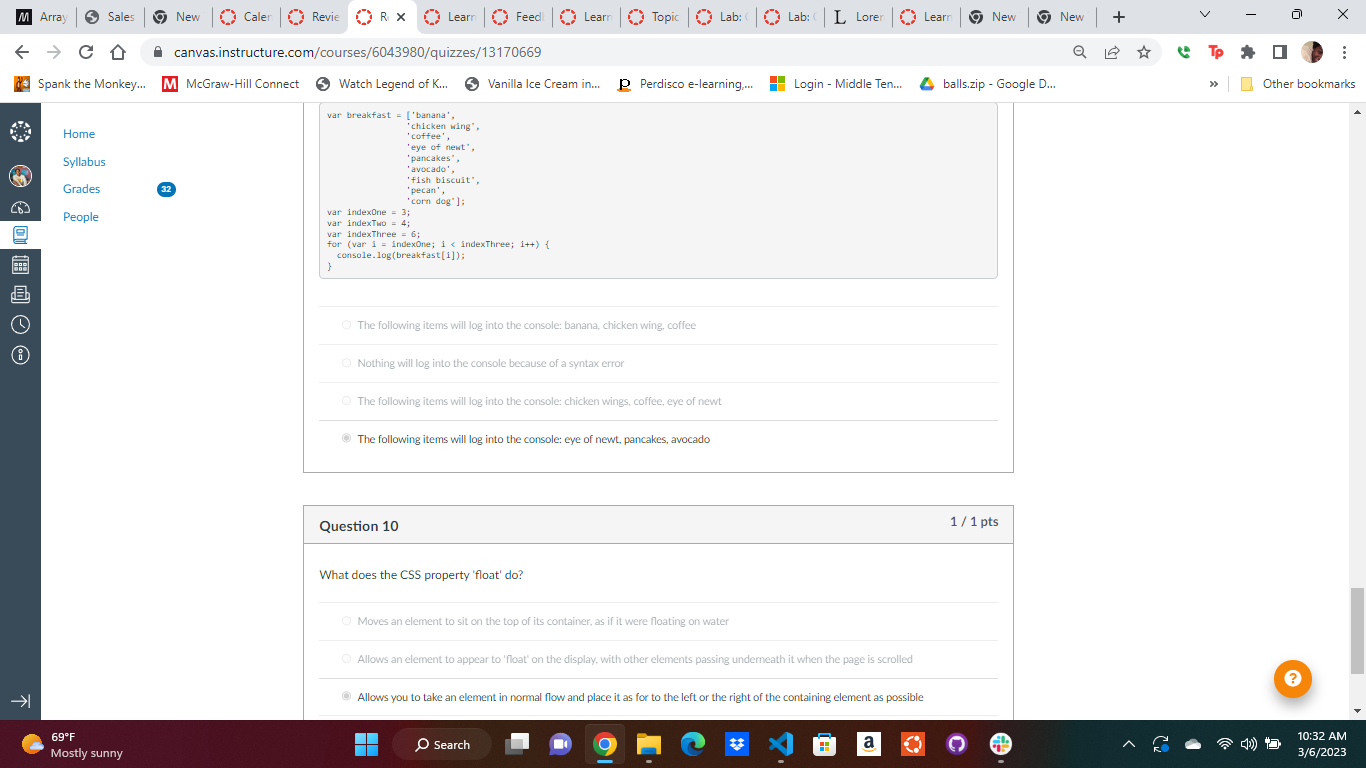 Array
Sales
New
Caler
Revie
R
Learn
Feed
Learn
Topic
Lab:
Lab:
Lorer
Learn
New
New
canvas.instructure.com/courses/6043980/quizzes/13170669
Spank the Monkey...
McGraw-Hill Connect
Watch Legend of K...
Vanilla Ice Cream in...
Perdisco e-learning,...
Login - Middle Ten...
balls.zip - Google D...
»
Other bookmarks
Home
Syllabus
Grades 32
People
var breakfast = ['banana',
'chicken wing',
'coffee',
'eye of newt',
'pancakes',
'avocado',
'fish biscuit',
'pecan',
'corn dog'];
var indexOne = 3;
var indexTwo = 4;
var indexThree = 6;
for (var i = indexOne; i < indexThree; i++) {
console.log(breakfast[i]);
}
The following items will log into the console: banana, chicken wing, coffee
Nothing will log into the console because of a syntax error
The following items will log into the console: chicken wings, coffee, eye of newt
The following items will log into the console: eye of newt, pancakes, avocado
Question 10
1 / 1 pts
What does the CSS property 'float' do?
Moves an element to sit on the top of its container, as if it were floating on water
Allows an element to appear to 'float' on the display, with other elements passing underneath it when the page is scrolled
Allows you to take an element in normal flow and place it as for to the left or the right of the containing element as possible
69°F
Mostly sunny
Search
10:32 AM
3/6/2023